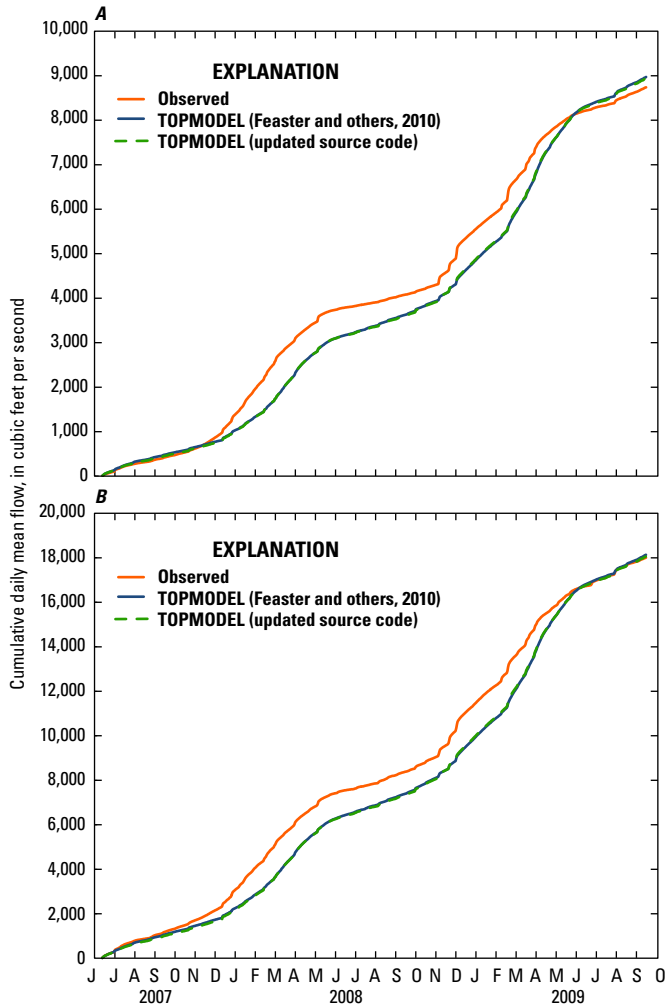 A
10,000
9,000
8,000
7,000
6,000
5,000
4,000
3,000
2,000
1,000
0
EXPLANATION
Observed
TOPMODEL (Feaster and others, 2010)
TOPMODEL (updated source code)
Cumulative daily mean flow, in cubic feet per second
B
20,000
18,000
16,000
14,000
12,000
10,000
8,000
6,000
4,000
2,000
0
EXPLANATION
Observed
TOPMODEL (Feaster and others, 2010)
TOPMODEL (updated source code)
J J A S O N D J F M A M J J A S O N D J F M A M J J A S O
2007 2008 2009